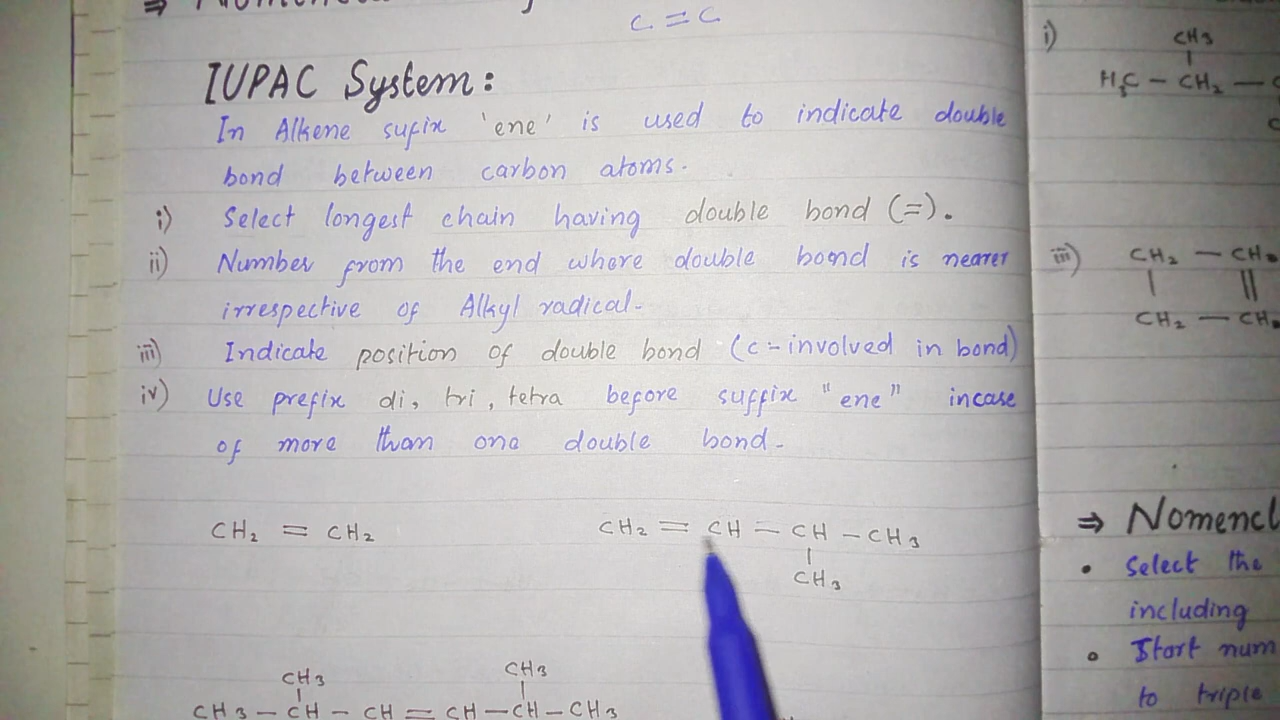 ⇒
C = C
IUPAC System:
In Alkene sufix 'ene' is used to indicate double
bond between carbon atoms.
i) Select longest chain having double bond (=).
ii) Number from the end where double bond is nearer
irrespective of Alkyl radical.
iii) Indicate position of double bond (c-involved in bond)
iv) Use prefix di, tri, tetra before suffix "ene" incase
of more than one double bond.
CH₂ = CH₂
CH₂ = CH — CH — CH₃
|
CH₃
CH₃ CH₃
| |
CH₃ — CH — CH = CH — CH — CH₃
i)
CH₃
|
H₃C — CH₂ —
iii) CH₂ — CH
| ||
CH₂ — CH
⇒ Nomencl
• Select the
including
• Start num
to triple